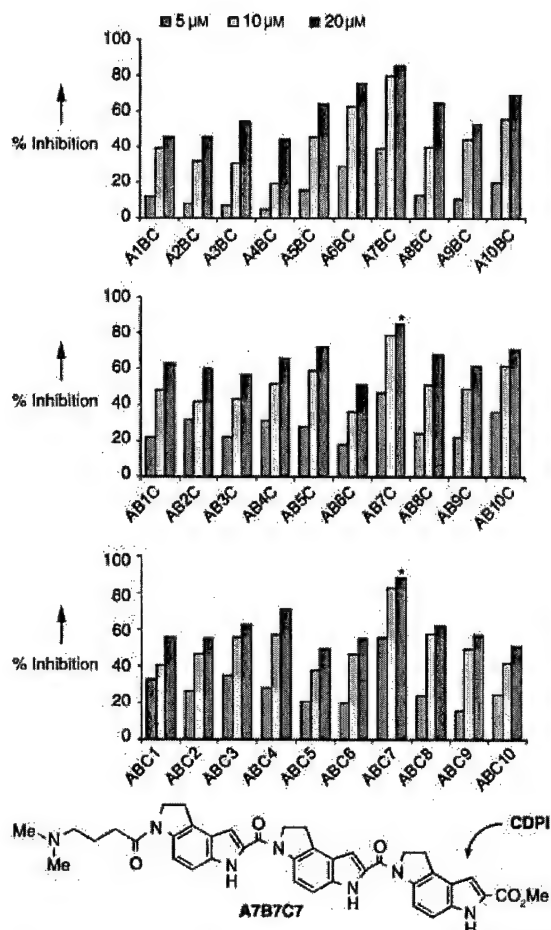 5 µM 10 µM 20 µM
100
80
60
40
20
0
% Inhibition
A1BC A2BC A3BC A4BC A5BC A6BC A7BC A8BC A9BC A10BC
100
80
60
40
20
0
% Inhibition
*
AB1C AB2C AB3C AB4C AB5C AB6C AB7C AB8C AB9C AB10C
100
80
60
40
20
0
% Inhibition
*
ABC1 ABC2 ABC3 ABC4 ABC5 ABC6 ABC7 ABC8 ABC9 ABC10
CDPI
Me N N O N O N
Me O N H N H N H CO₂Me
A7B7C7